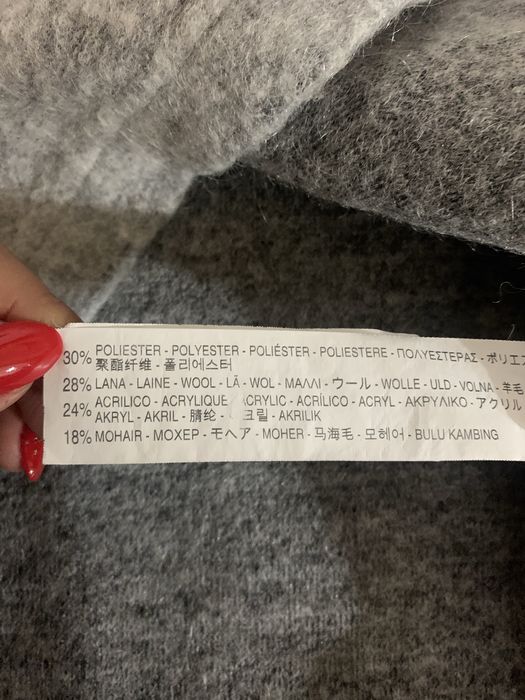 30% POLIESTER - POLYESTER - POLIÉSTER - POLIESTERE - ΠΟΛΥΕΣΤΕΡΑΣ - ポリエ
聚酯纤维 - 폴리에스터
28% LANA - LAINE - WOOL - LÃ - WOL - ΜΑΛΛΙ - ウール - WOLLE - ULD - VOLNA - 羊毛
24% ACRILICO - ACRYLIQUE CRYLIC - ACRÍLICO - ACRYL - ΑΚΡΥΛΙΚΟ - アクリル
AKRYL - AKRIL - 腈纶 - 크릴 - AKRILIK
18% MOHAIR - МОХЕР - モヘア - MOHER - 马海毛 - 모헤어 - BULU KAMBING